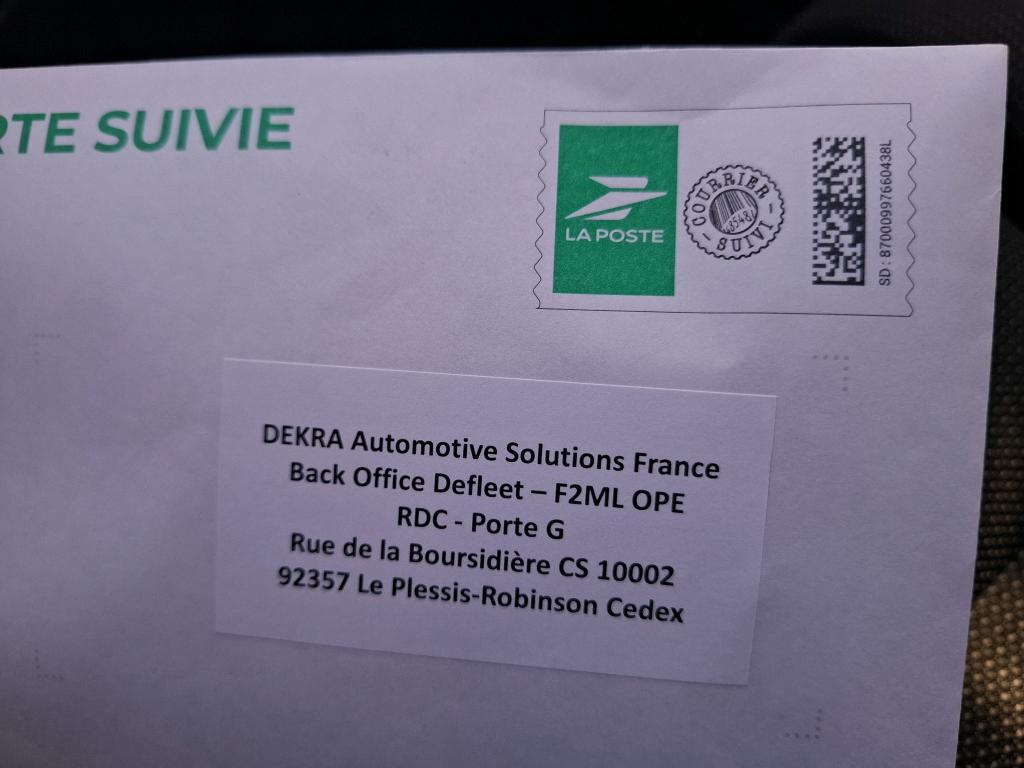 RTE SUIVIE
LA POSTE
COURRIER
SUIVI
SD : 87000997660438L
DEKRA Automotive Solutions France
Back Office Defleet – F2ML OPE
RDC - Porte G
Rue de la Boursidière CS 10002
92357 Le Plessis-Robinson Cedex